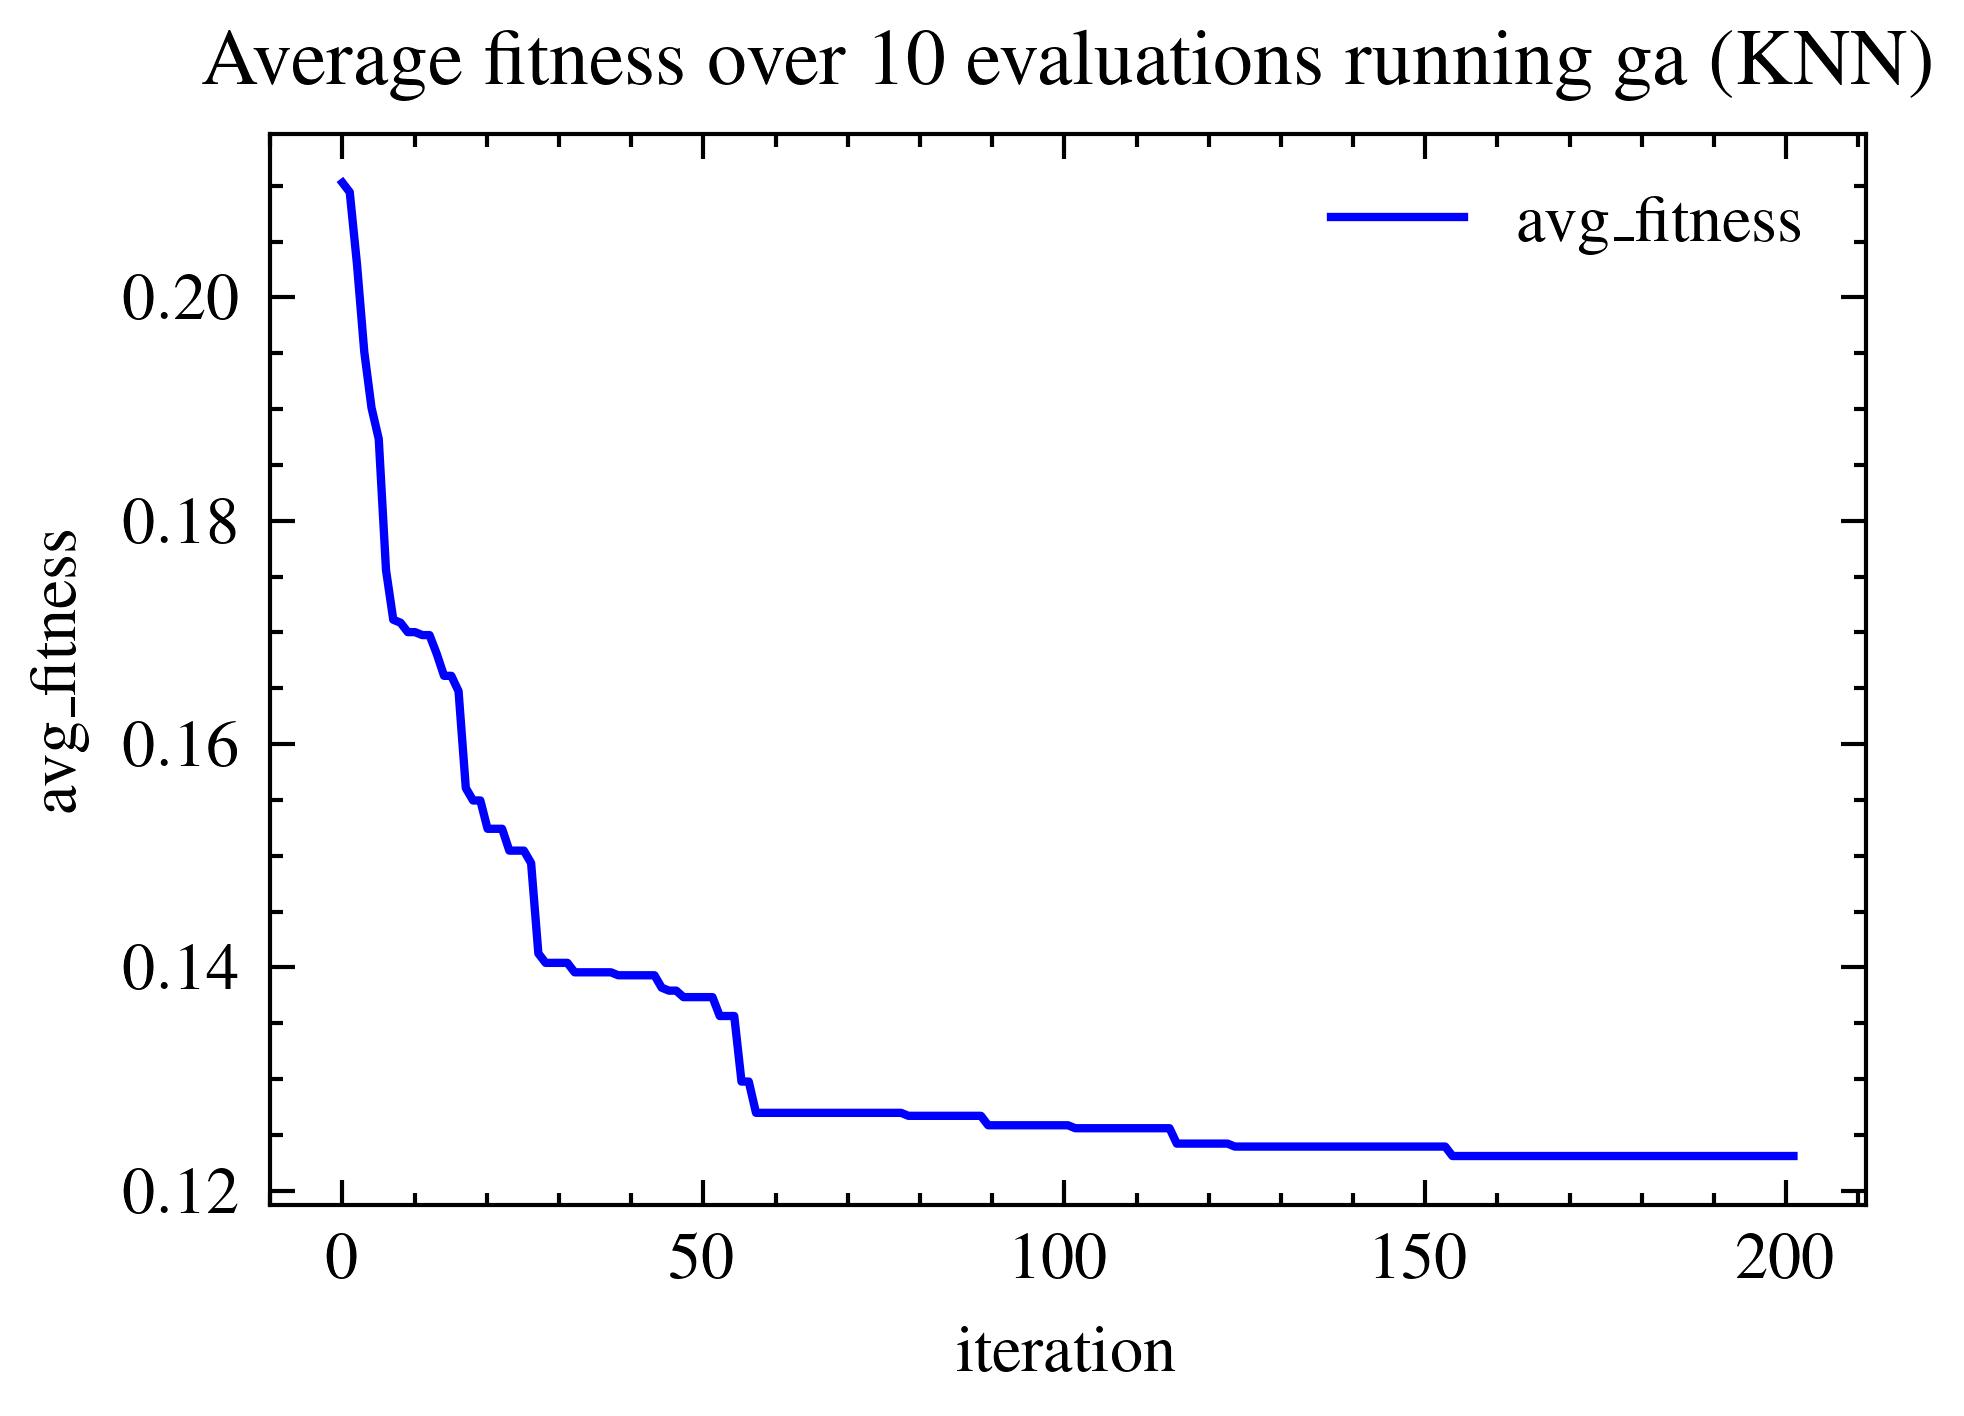 Average fitness over 10 evaluations running ga (KNN)
avg_fitness
avg_fitness
0.20
0.18
0.16
0.14
0.12
0 50 100 150 200
iteration